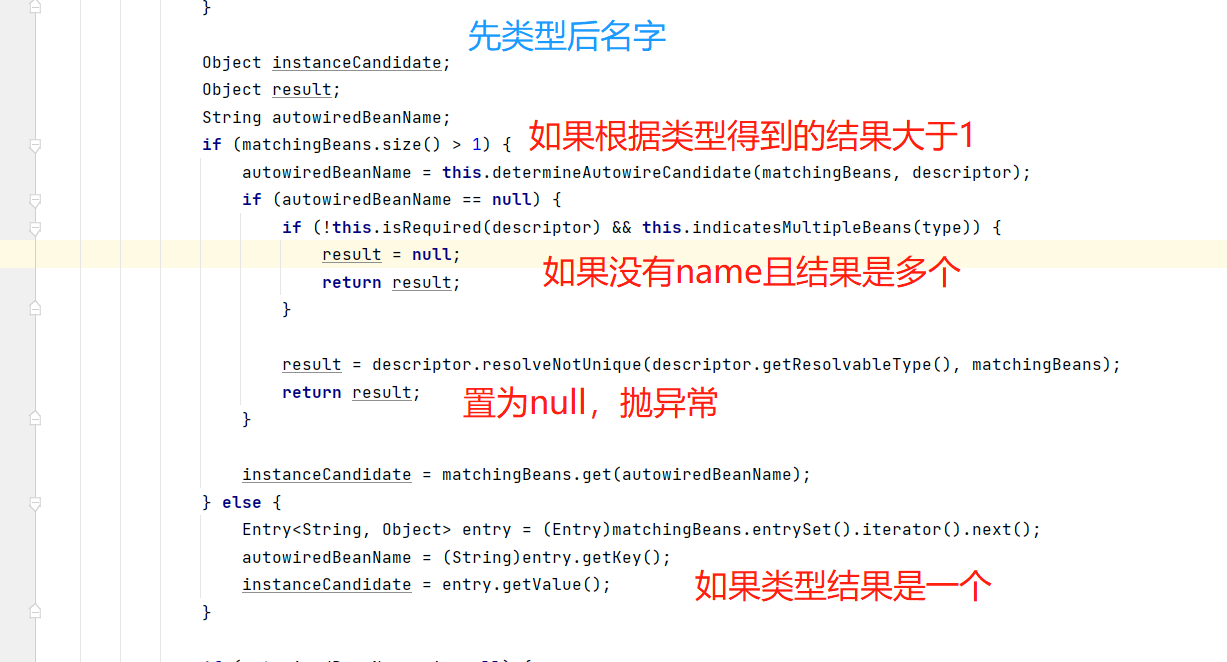 }
先类型后名字
Object instanceCandidate;
Object result;
String autowiredBeanName;
if (matchingBeans.size() > 1) { 如果根据类型得到的结果大于1
autowiredBeanName = this.determineAutowireCandidate(matchingBeans, descriptor);
if (autowiredBeanName == null) {
if (!this.isRequired(descriptor) && this.indicatesMultipleBeans(type)) {
result = null;
如果没有name且结果是多个
return result;
}
result = descriptor.resolveNotUnique(descriptor.getResolvableType(), matchingBeans);
return result;
置为null，抛异常
}
instanceCandidate = matchingBeans.get(autowiredBeanName);
} else {
Entry<String, Object> entry = (Entry)matchingBeans.entrySet().iterator().next();
autowiredBeanName = (String)entry.getKey();
instanceCandidate = entry.getValue();
如果类型结果是一个
}